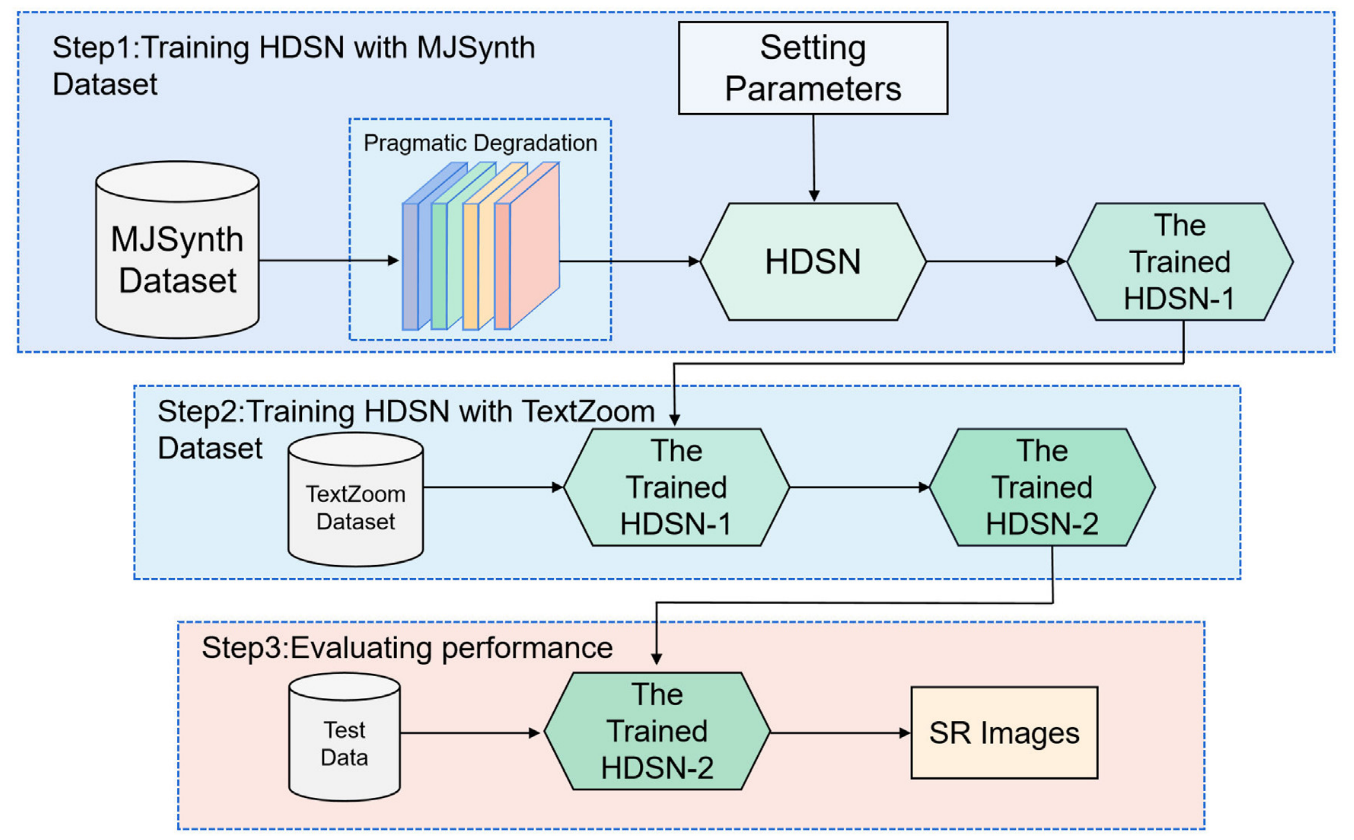 Step1:Training HDSN with MJSynth
Dataset
Setting
Parameters
Pragmatic Degradation
MJSynth
Dataset
HDSN
The
Trained
HDSN-1
Step2:Training HDSN with TextZoom
Dataset
TextZoom
Dataset
The
Trained
HDSN-1
The
Trained
HDSN-2
Step3:Evaluating performance
Test
Data
The
Trained
HDSN-2
SR Images